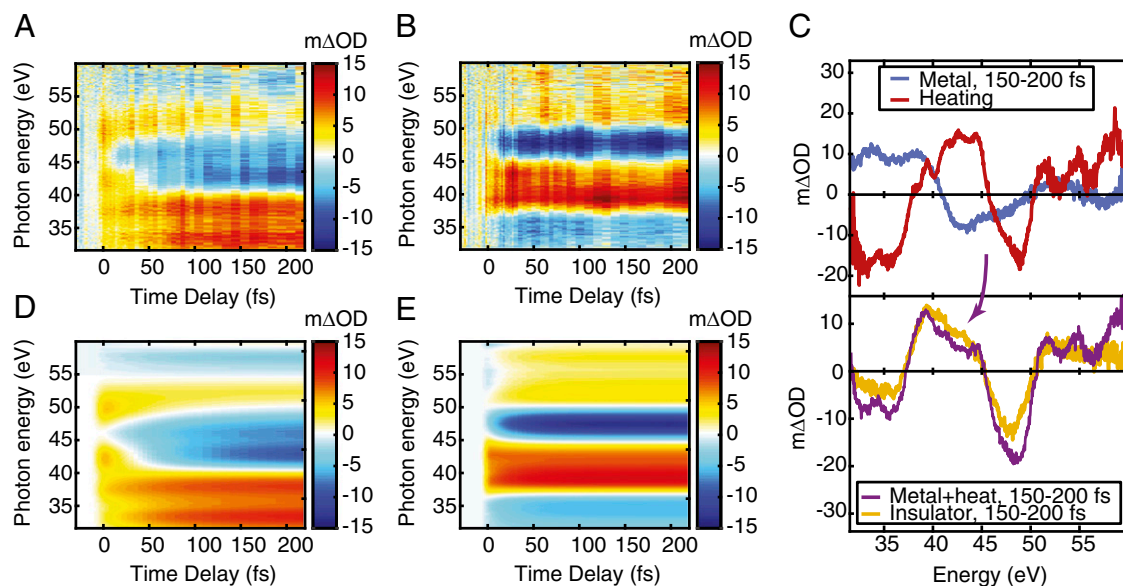 A
mΔOD
B
mΔOD
C
Photon energy (eV)
55
50
45
40
35
15
10
5
0
-5
-10
-15
0 50 100 150 200
Time Delay (fs)
Photon energy (eV)
55
50
45
40
35
15
10
5
0
-5
-10
-15
0 50 100 150 200
Time Delay (fs)
D
mΔOD
E
mΔOD
Photon energy (eV)
55
50
45
40
35
15
10
5
0
-5
-10
-15
0 50 100 150 200
Time Delay (fs)
Photon energy (eV)
55
50
45
40
35
15
10
5
0
-5
-10
-15
0 50 100 150 200
Time Delay (fs)
Metal, 150-200 fs
Heating
mΔOD
30
20
10
0
-10
-20
mΔOD
10
0
-10
-20
-30
Metal+heat, 150-200 fs
Insulator, 150-200 fs
35 40 45 50 55
Energy (eV)